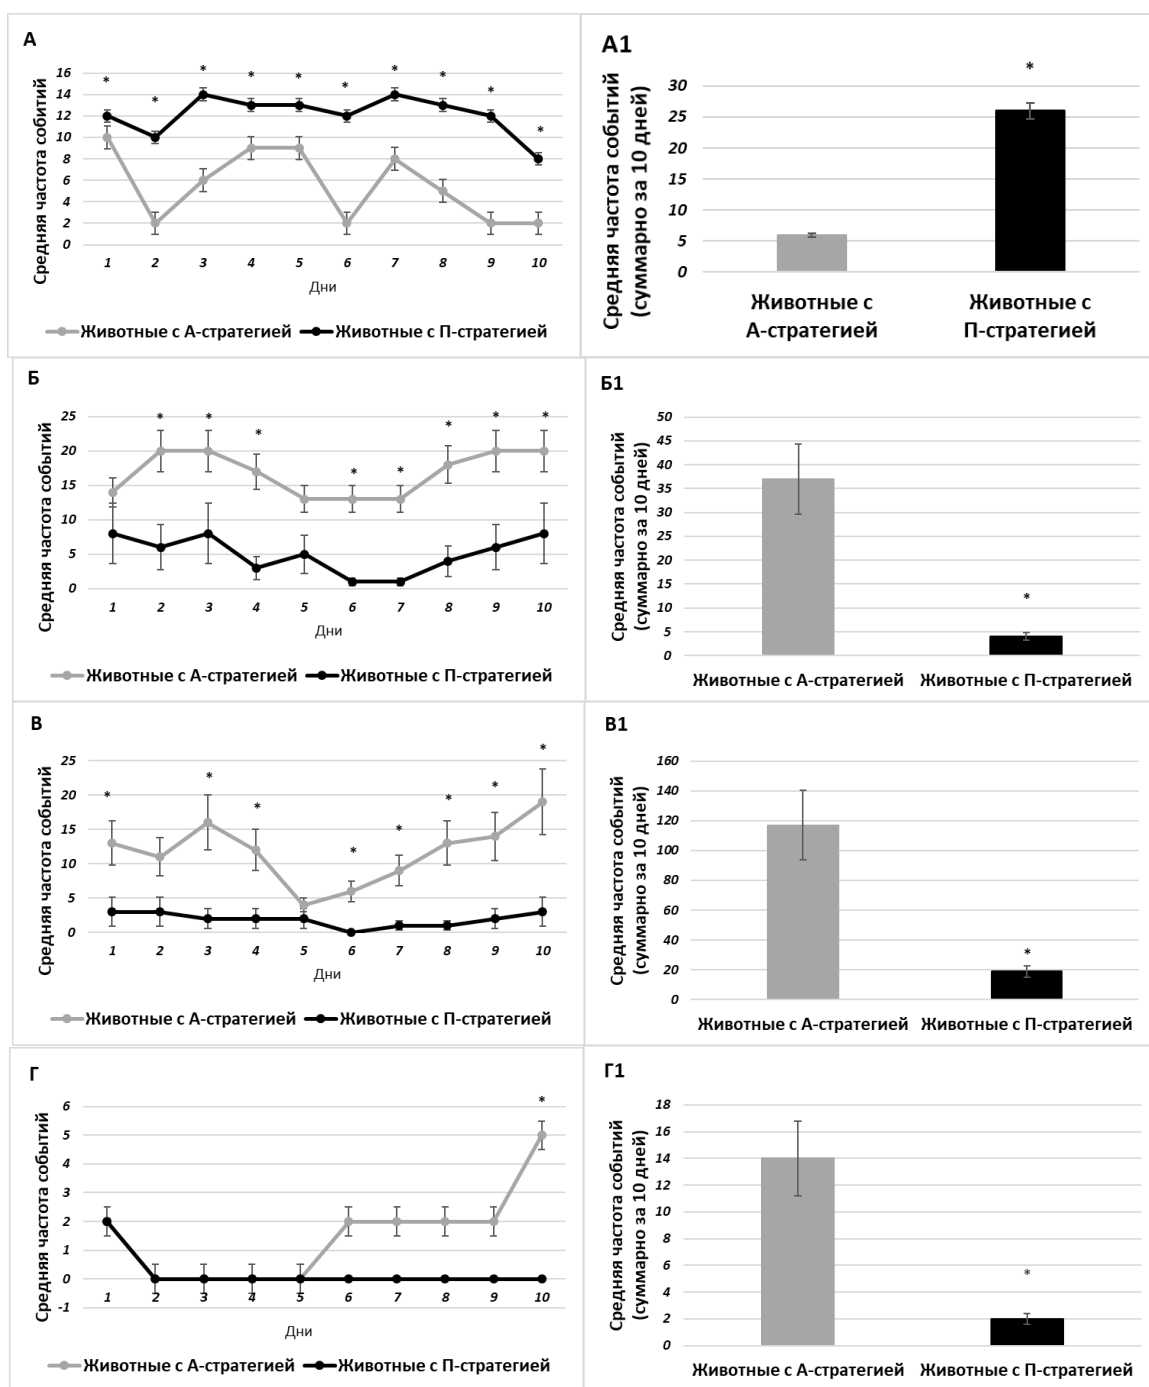 А
Средняя частота собитий
16
14
12
10
8
6
4
2
0
* * * * * * * * * *
1 2 3 4 5 6 7 8 9 10
Дни
Животные с А-стратегией Животные с П-стратегией
А1
Средняя частота событий
(суммарно за 10 дней)
30
25
20
15
10
5
0
*
Животные с
А-стратегией
Животные с
П-стратегией
Б
Средняя частота событий
25
20
15
10
5
0
* * * * * * * *
1 2 3 4 5 6 7 8 9 10
Дни
Животные с А-стратегией Животные с П-стратегией
Б1
Средняя частота событий
(суммарно за 10 дней)
50
45
40
35
30
25
20
15
10
5
0
*
Животные с А-стратегией Животные с П-стратегией
В
Средняя частота событий
25
20
15
10
5
0
* * * * * * * *
1 2 3 4 5 6 7 8 9 10
Дни
Животные с А-стратегией Животные с П-стратегией
В1
Средняя частота событий
(суммарно за 10 дней)
160
140
120
100
80
60
40
20
0
*
Животные с А-стратегией Животные с П-стратегией
Г
Средняя частота событий
6
5
4
3
2
1
0
-1
*
1 2 3 4 5 6 7 8 9 10
Дни
Животные с А-стратегией Животные с П-стратегией
Г1
Средняя частота событий
(суммарно за 10 дней)
18
16
14
12
10
8
6
4
2
0
*
Животные с А-стратегией Животные с П-стратегией